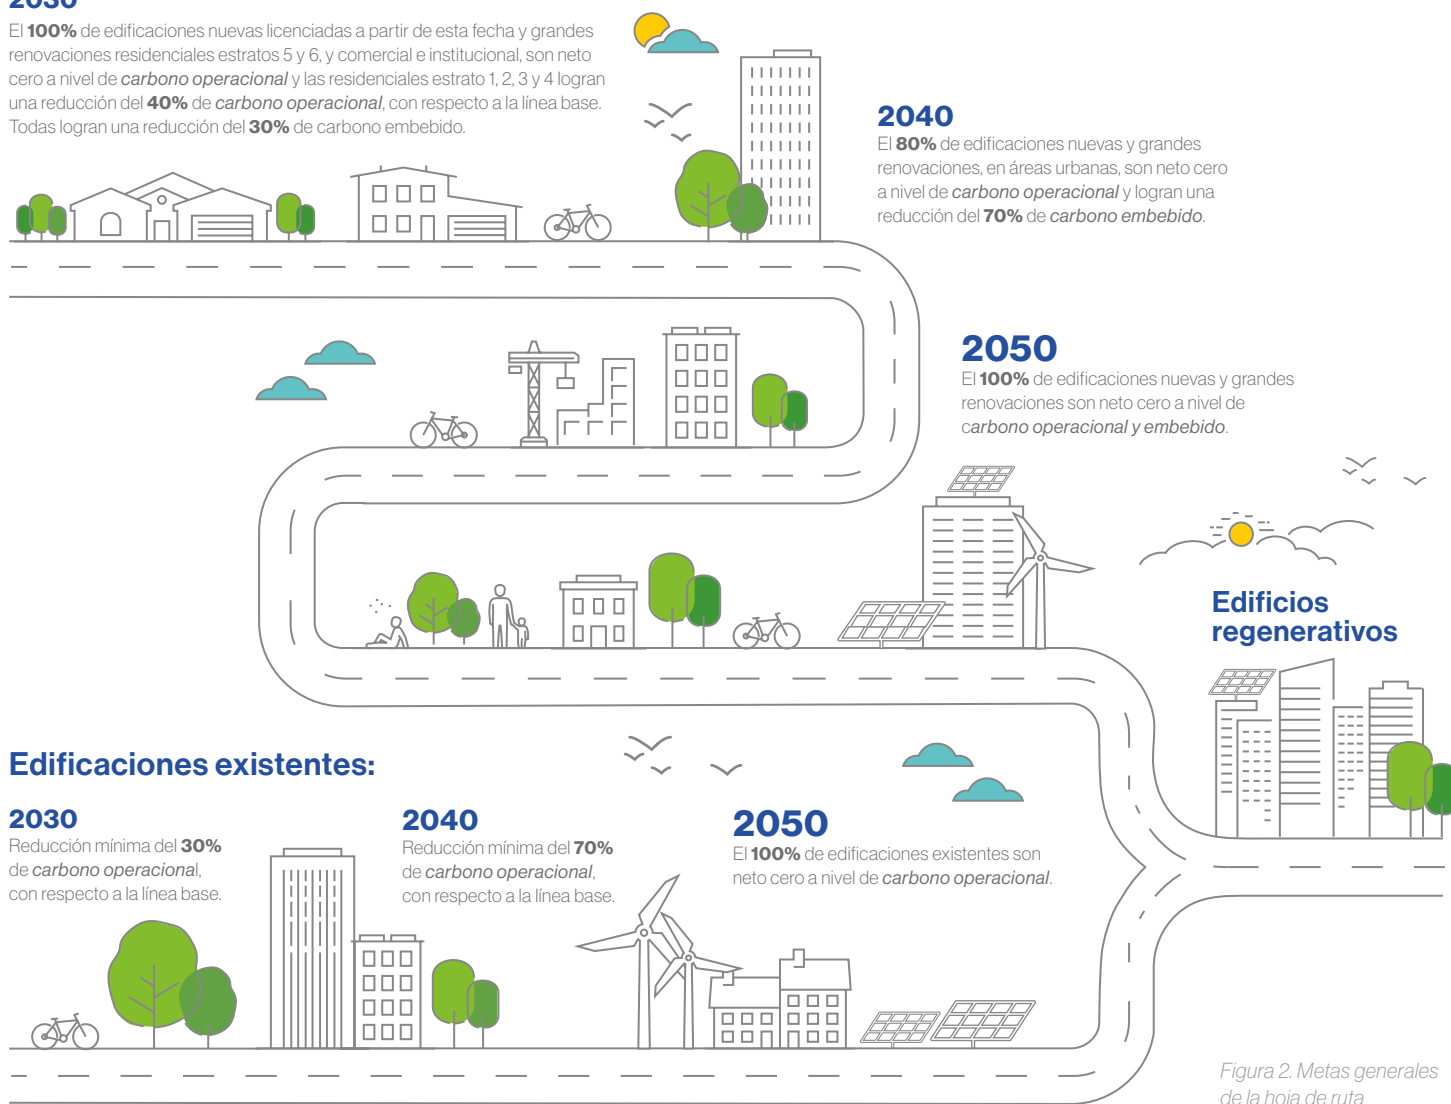 2030
El 100% de edificaciones nuevas licenciadas a partir de esta fecha y grandes
renovaciones residenciales estratos 5 y 6, y comercial e institucional, son neto
cero a nivel de carbono operacional y las residenciales estrato 1, 2, 3 y 4 logran
una reducción del 40% de carbono operacional, con respecto a la línea base.
Todas logran una reducción del 30% de carbono embebido.
2040
El 80% de edificaciones nuevas y grandes
renovaciones, en áreas urbanas, son neto cero
a nivel de carbono operacional y logran una
reducción del 70% de carbono embebido.
2050
El 100% de edificaciones nuevas y grandes
renovaciones son neto cero a nivel de
carbono operacional y embebido.
Edificios
regenerativos
Edificaciones existentes:
2030
Reducción mínima del 30%
de carbono operacional,
con respecto a la línea base.
2040
Reducción mínima del 70%
de carbono operacional,
con respecto a la línea base.
2050
El 100% de edificaciones existentes son
neto cero a nivel de carbono operacional.
Figura 2. Metas generales
de la hoja de ruta